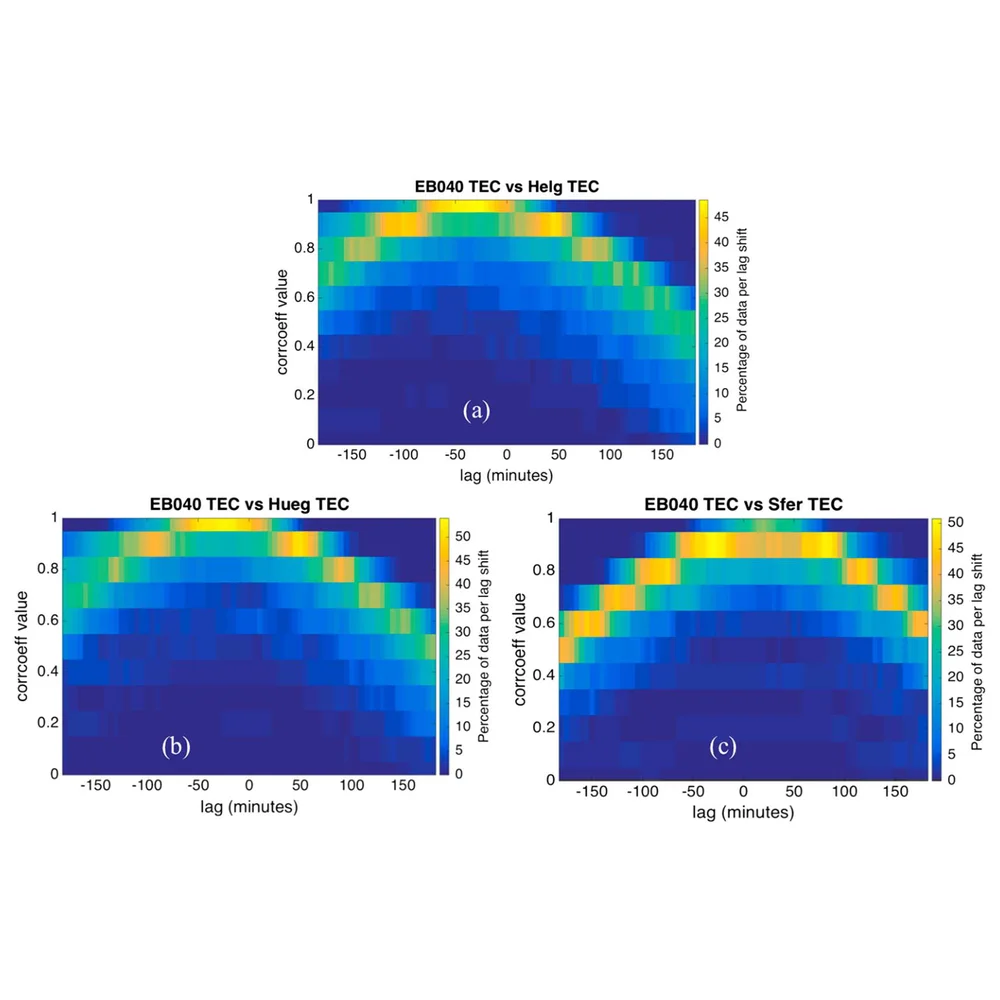 EB040 TEC vs Helg TEC
1
0.8
0.6
0.4
0.2
0
corrcoeff value
(a)
-150 -100 -50 0 50 100 150
lag (minutes)
45
40
35
30
25
20
15
10
5
0
Percentage of data per lag shift
EB040 TEC vs Hueg TEC
1
0.8
0.6
0.4
0.2
0
corrcoeff value
(b)
-150 -100 -50 0 50 100 150
lag (minutes)
50
45
40
35
30
25
20
15
10
5
0
Percentage of data per lag shift
EB040 TEC vs Sfer TEC
1
0.8
0.6
0.4
0.2
0
corrcoeff value
(c)
-150 -100 -50 0 50 100 150
lag (minutes)
50
45
40
35
30
25
20
15
10
5
0
Percentage of data per lag shift